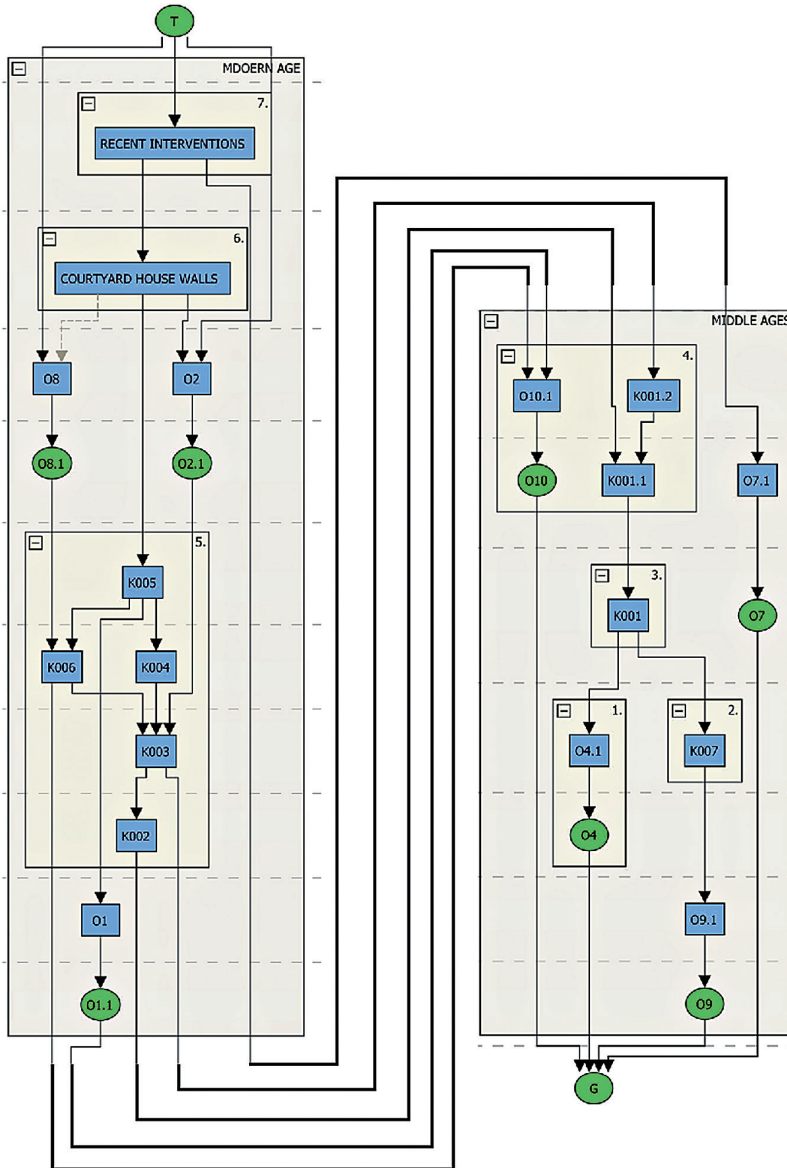 T
MDOERN AGE
7.
RECENT INTERVENTIONS
6.
COURTYARD HOUSE WALLS
O8
O2
O8.1
O2.1
5.
K005
K006
K004
K003
K002
O1
O1.1
MIDDLE AGES
4.
O10.1
K001.2
O10
K001.1
O7.1
3.
K001
O7
1.
2.
O4.1
K007
O4
O9.1
O9
G